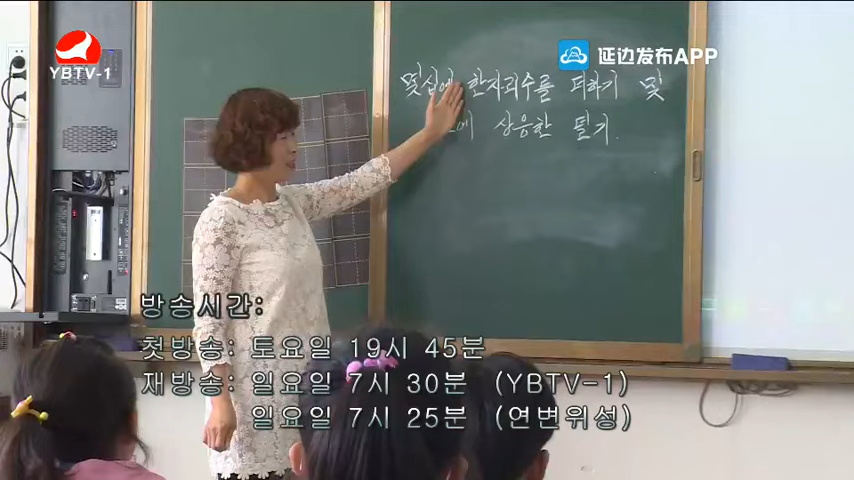 YBTV-1
延边发布APP
몇십에 한자리수를 더하기 및
상응한 덜기.
방송시간:
첫방송: 토요일 19시 45분
재방송: 일요일 7시 30분 (YBTV-1)
일요일 7시 25분 (연변위성)